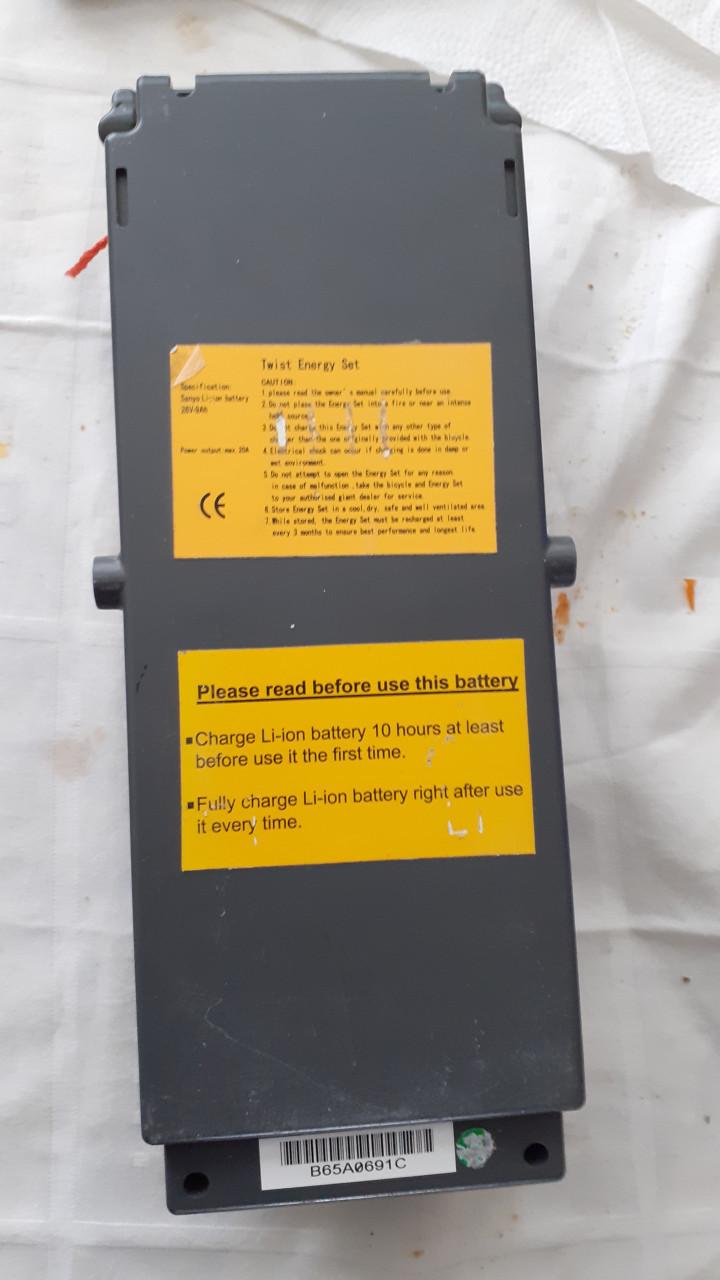 Twist Energy Set
Specification:
Sanyo Li-ion battery
26V-9Ah
Power output max. 20A
CE
CAUTION:
1 please read the owner's manual carefully before use
2. Do not place the Energy Set into a fire or near an intense
heat source
3. Do not charge this Energy Set with any other type of
charger than the one originally provided with the bicycle
4. Electrical shock can occur if charging is done in damp or
wet environment.
5. Do not attempt to open the Energy Set for any reason
in case of malfunction ,take the bicycle and Energy Set
to your authorised giant dealer for service.
6. Store Energy Set in a cool,dry, safe and well ventilated area
7. While stored, the Energy Set must be recharged at least
every 3 months to ensure best performance and longest life
Please read before use this battery
▪Charge Li-ion battery 10 hours at least
before use it the first time.
▪Fully charge Li-ion battery right after use
it every time.
B65A0691C